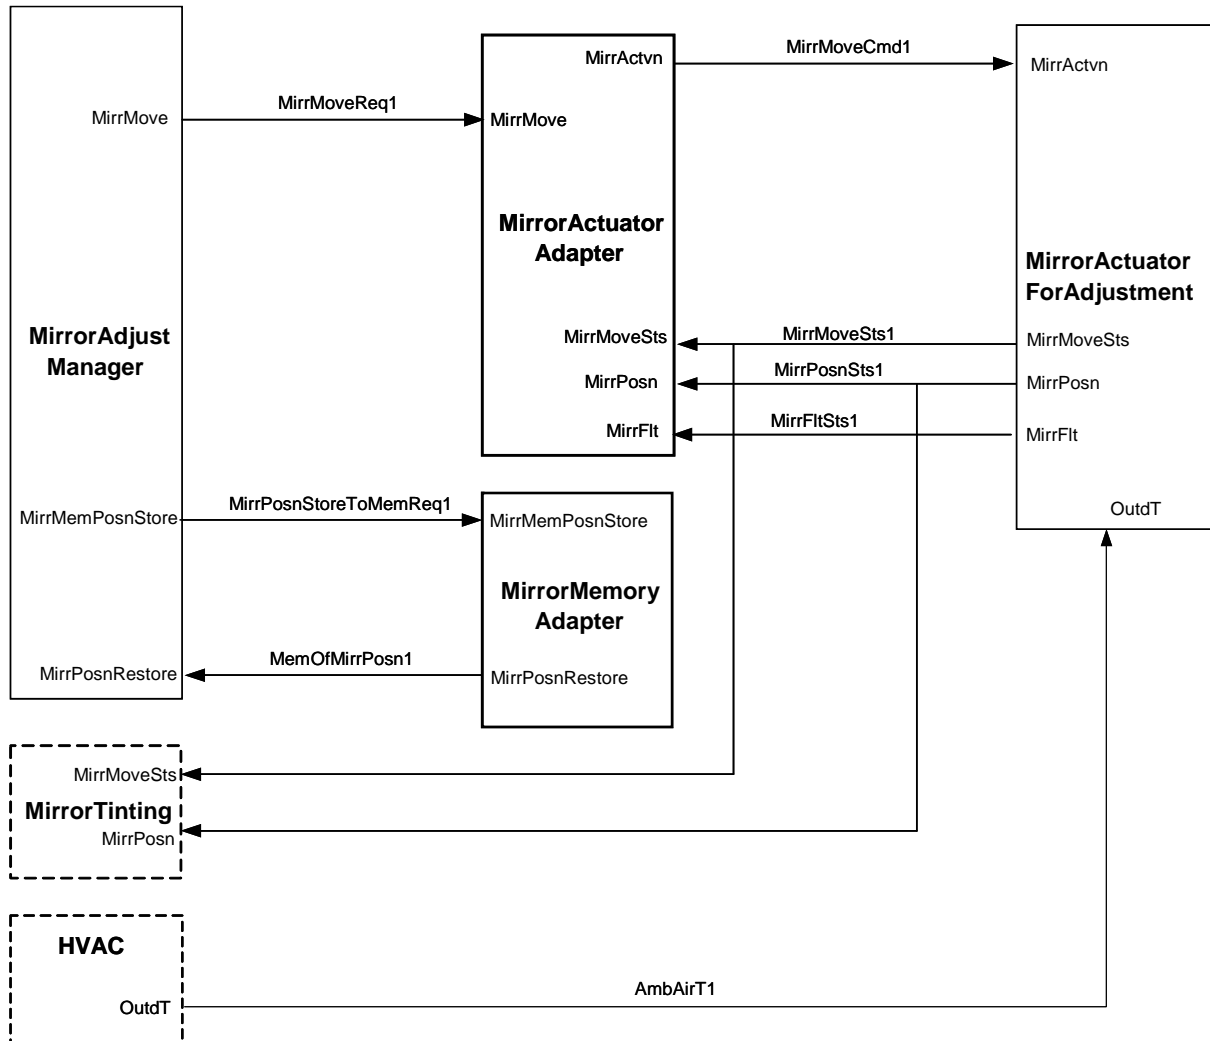 MirrActvn
MirrMoveCmd1
MirrActvn
MirrMove
MirrMoveReq1
MirrMove
MirrorActuator
Adapter
MirrorActuator
ForAdjustment
MirrorAdjust
Manager
MirrMoveSts
MirrMoveSts1
MirrMoveSts
MirrPosn
MirrPosnSts1
MirrPosn
MirrFlt
MirrFltSts1
MirrFlt
MirrMemPosnStore
MirrPosnStoreToMemReq1
MirrMemPosnStore
OutdT
MirrorMemory
Adapter
MirrPosnRestore
MemOfMirrPosn1
MirrPosnRestore
MirrMoveSts
MirrorTinting
MirrPosn
HVAC
OutdT
AmbAirT1